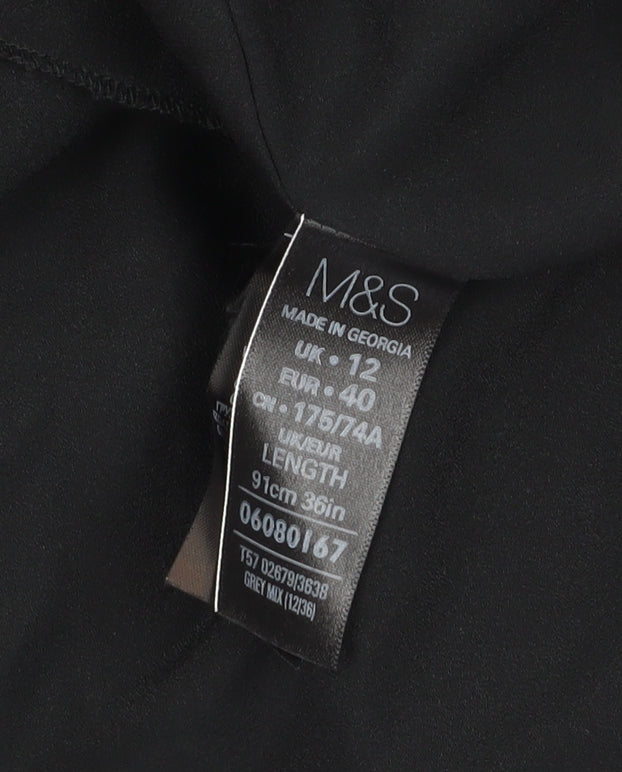 M&S
MADE IN GEORGIA
UK • 12
EUR • 40
CN • 175/74A
UK/EUR
LENGTH
91cm 36in
06080167
T57 02679/3638
GREY MIX (12/36)